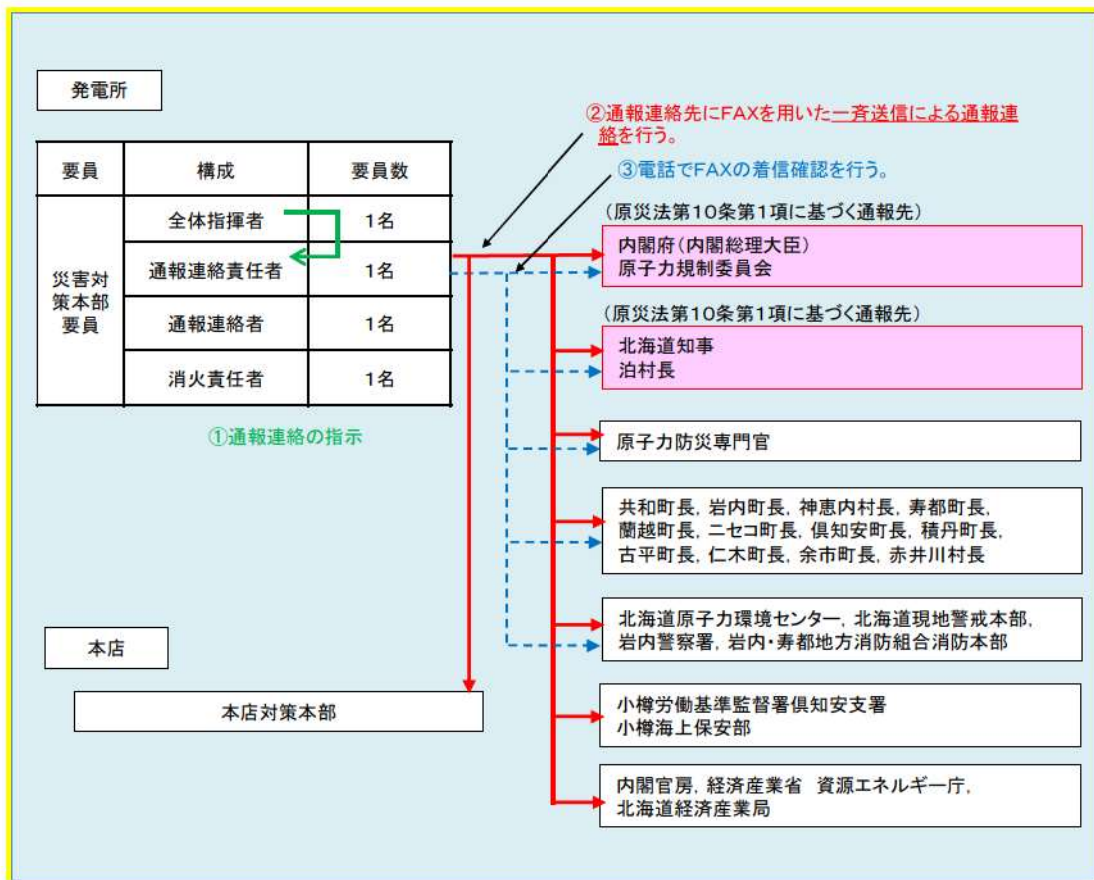 発電所
②通報連絡先にFAXを用いた一斉送信による通報連
絡を行う。
③電話でFAXの着信確認を行う。
要員 構成 要員数
災害対
策本部
要員
全体指揮者 1名
通報連絡責任者 1名
通報連絡者 1名
消火責任者 1名
①通報連絡の指示
(原災法第10条第1項に基づく通報先)
内閣府(内閣総理大臣)
原子力規制委員会
(原災法第10条第1項に基づく通報先)
北海道知事
泊村長
原子力防災専門官
共和町長, 岩内町長, 神恵内村長, 寿都町長,
蘭越町長, ニセコ町長, 倶知安町長, 積丹町長,
古平町長, 仁木町長, 余市町長, 赤井川村長
北海道原子力環境センター, 北海道現地警戒本部,
岩内警察署, 岩内・寿都地方消防組合消防本部
小樽労働基準監督署倶知安支署
小樽海上保安部
内閣官房, 経済産業省 資源エネルギー庁,
北海道経済産業局
本店
本店対策本部